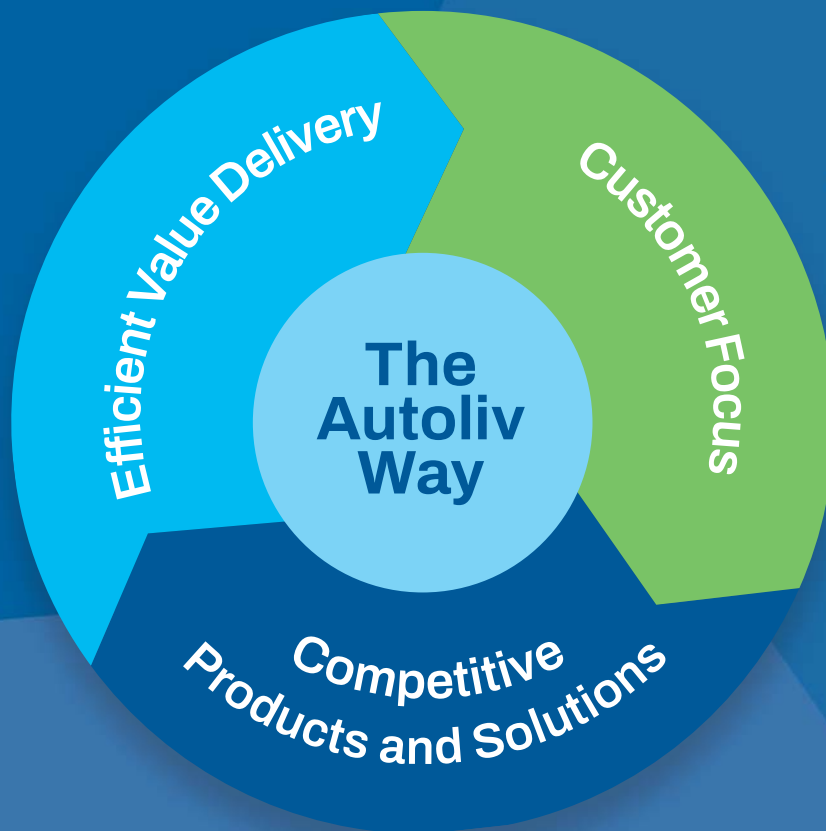 The
Autoliv
Way
Customer Focus
Competitive
Products and Solutions
Efficient Value Delivery